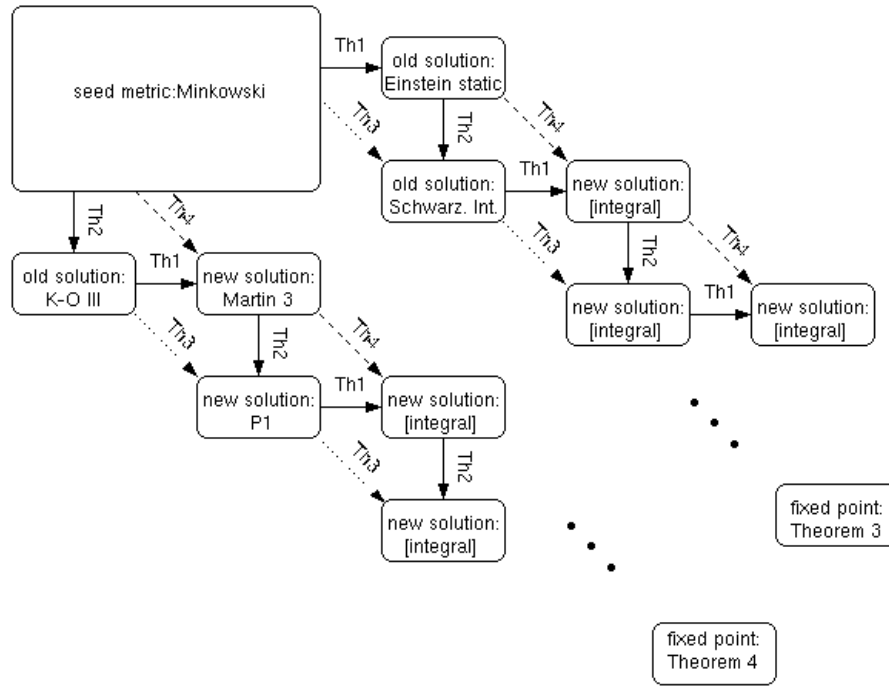 Th1
old solution:
Einstein static
seed metric:Minkowski
Th3
Th2
Th4
old solution:
Schwarz. Int.
Th1
new solution:
[integral]
Th2
Th4
Th3
Th2
Th4
old solution:
K-O III
Th1
new solution:
Martin 3
new solution:
[integral]
Th1
new solution:
[integral]
Th3
Th2
Th4
new solution:
P1
Th1
new solution:
[integral]
Th3
Th2
new solution:
[integral]
fixed point:
Theorem 3
fixed point:
Theorem 4